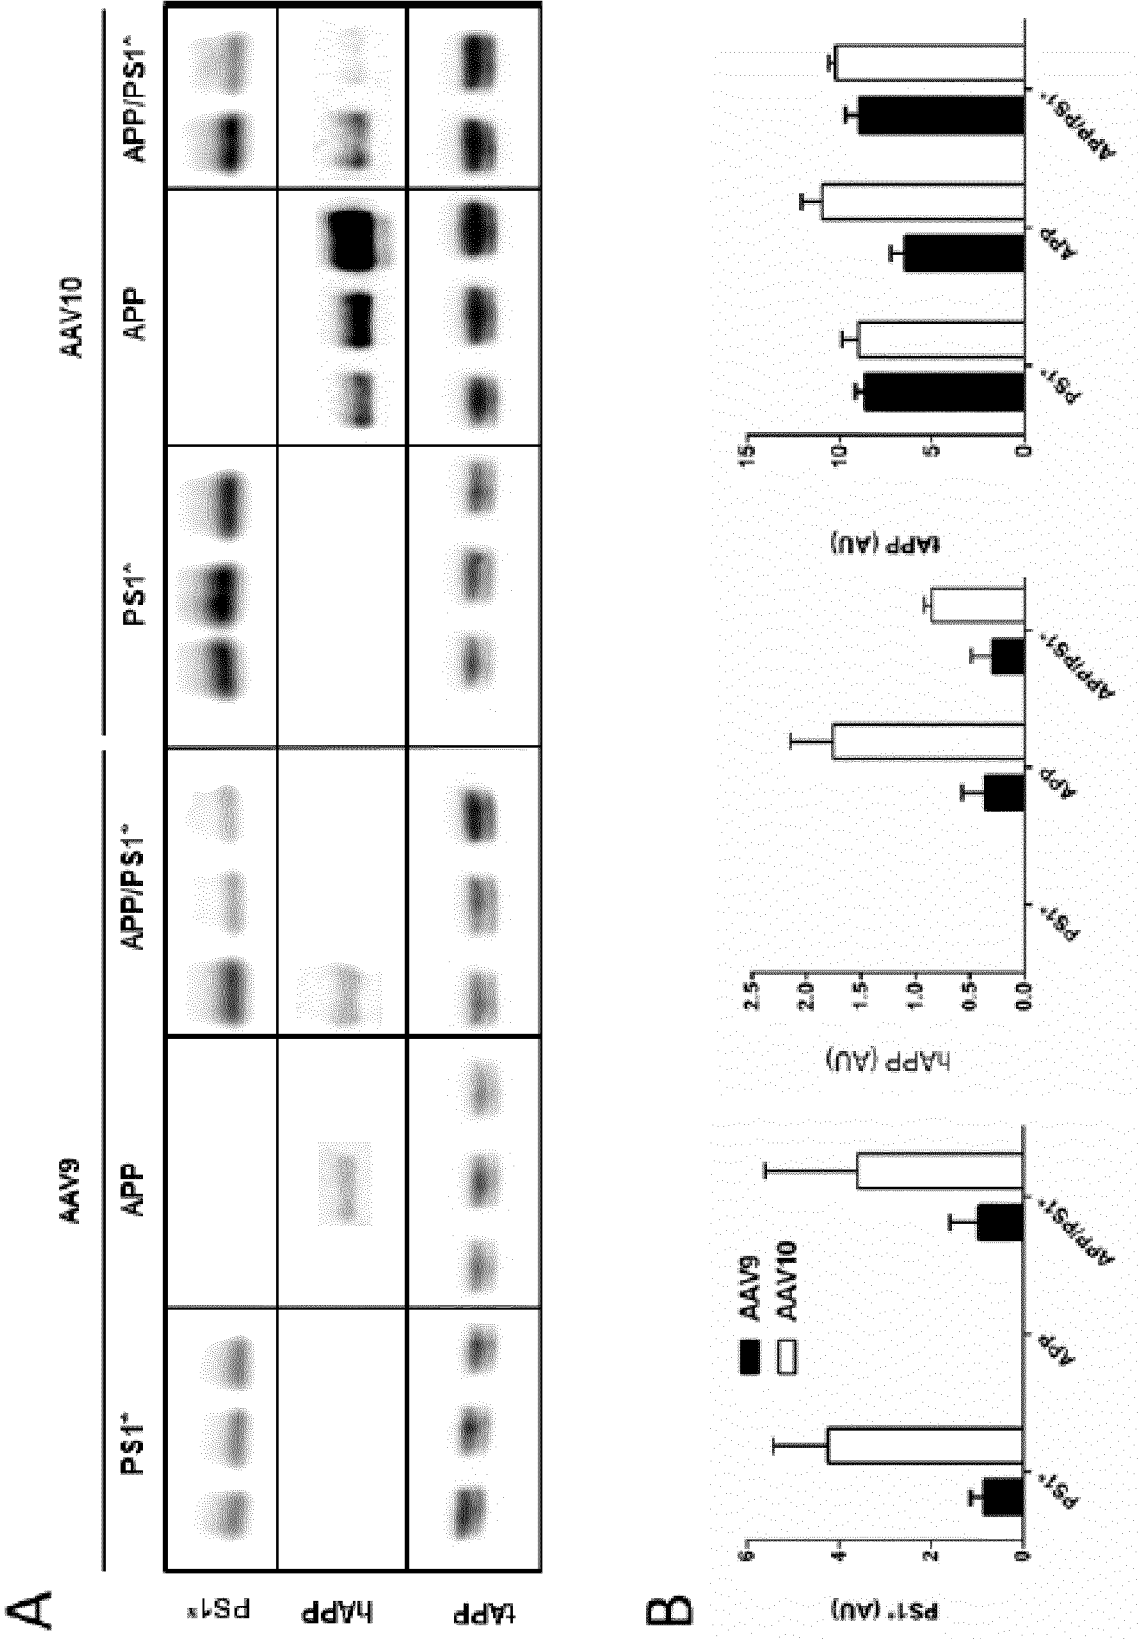 A
AAV9
AAV10
PS1*
APP
APP/PS1*
PS1*
APP
APP/PS1*
PS1*
hAPP
tAPP
B
AAV9
AAV10
PS1* (AU)
6
4
2
0
PS1*
APP
APP/PS1*
hAPP (AU)
2.5
2.0
1.5
1.0
0.5
0.0
PS1*
APP
APP/PS1*
tAPP (AU)
15
10
5
0
PS1*
APP
APP/PS1*